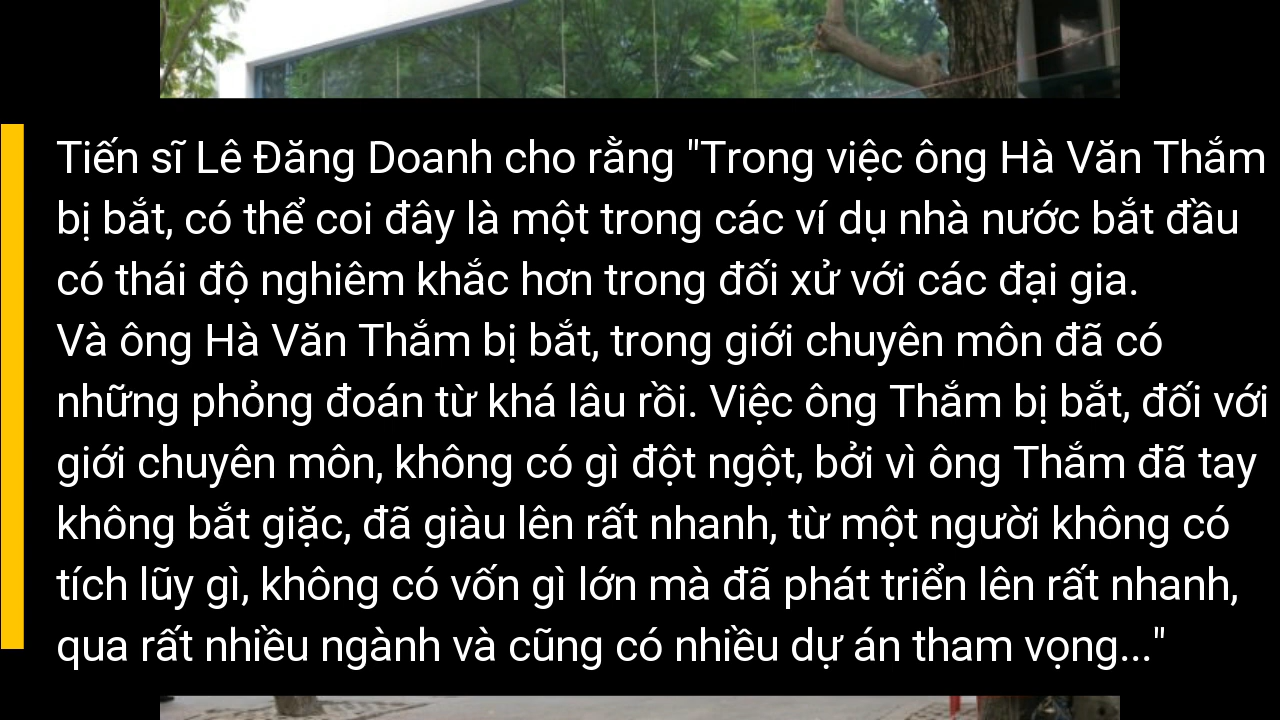 Tiến sĩ Lê Đăng Doanh cho rằng "Trong việc ông Hà Văn Thắm
bị bắt, có thể coi đây là một trong các ví dụ nhà nước bắt đầu
có thái độ nghiêm khắc hơn trong đối xử với các đại gia.
Và ông Hà Văn Thắm bị bắt, trong giới chuyên môn đã có
những phỏng đoán từ khá lâu rồi. Việc ông Thắm bị bắt, đối với
giới chuyên môn, không có gì đột ngột, bởi vì ông Thắm đã tay
không bắt giặc, đã giàu lên rất nhanh, từ một người không có
tích lũy gì, không có vốn gì lớn mà đã phát triển lên rất nhanh,
qua rất nhiều ngành và cũng có nhiều dự án tham vọng..."